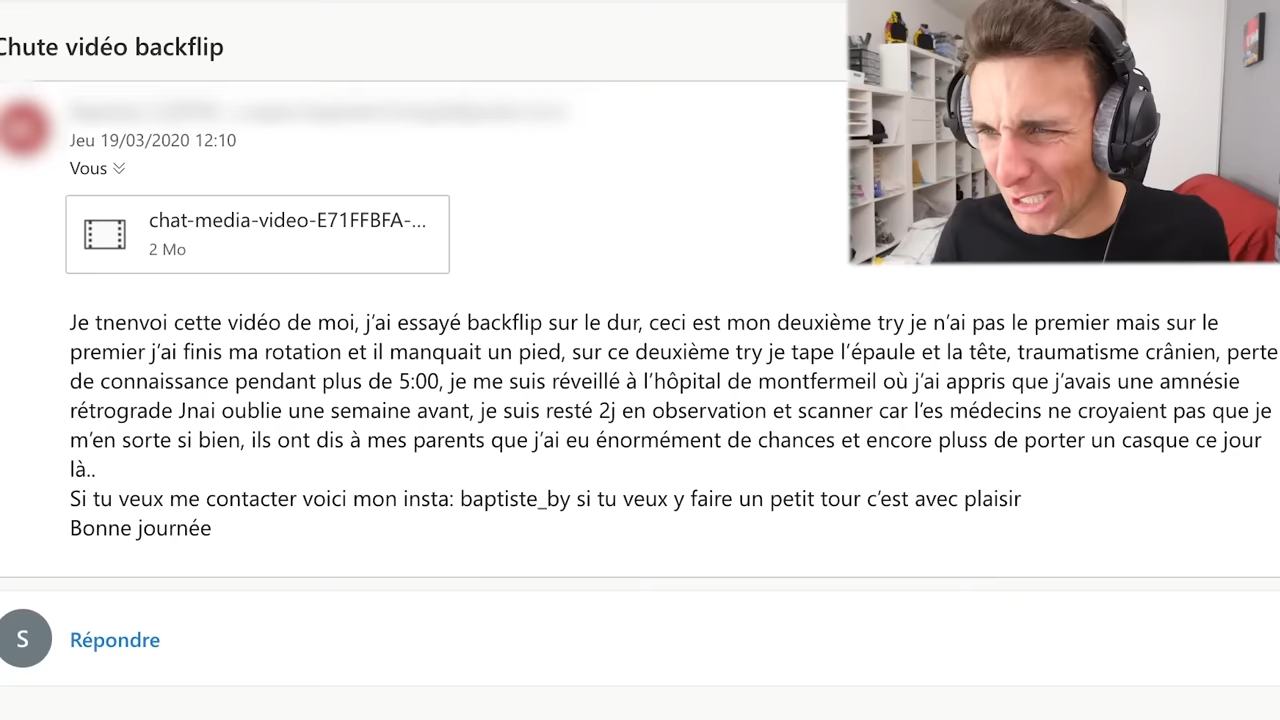 Chute vidéo backflip
Jeu 19/03/2020 12:10
Vous
chat-media-video-E71FFBFA-...
2 Mo
Je tnenvoi cette vidéo de moi, j’ai essayé backflip sur le dur, ceci est mon deuxième try je n’ai pas le premier mais sur le
premier j’ai finis ma rotation et il manquait un pied, sur ce deuxième try je tape l’épaule et la tête, traumatisme crânien, perte
de connaissance pendant plus de 5:00, je me suis réveillé à l’hôpital de montfermeil où j’ai appris que j’avais une amnésie
rétrograde Jnai oublie une semaine avant, je suis resté 2j en observation et scanner car l’es médecins ne croyaient pas que je
m’en sorte si bien, ils ont dis à mes parents que j’ai eu énormément de chances et encore pluss de porter un casque ce jour
là..
Si tu veux me contacter voici mon insta: baptiste_by si tu veux y faire un petit tour c’est avec plaisir
Bonne journée
S
Répondre